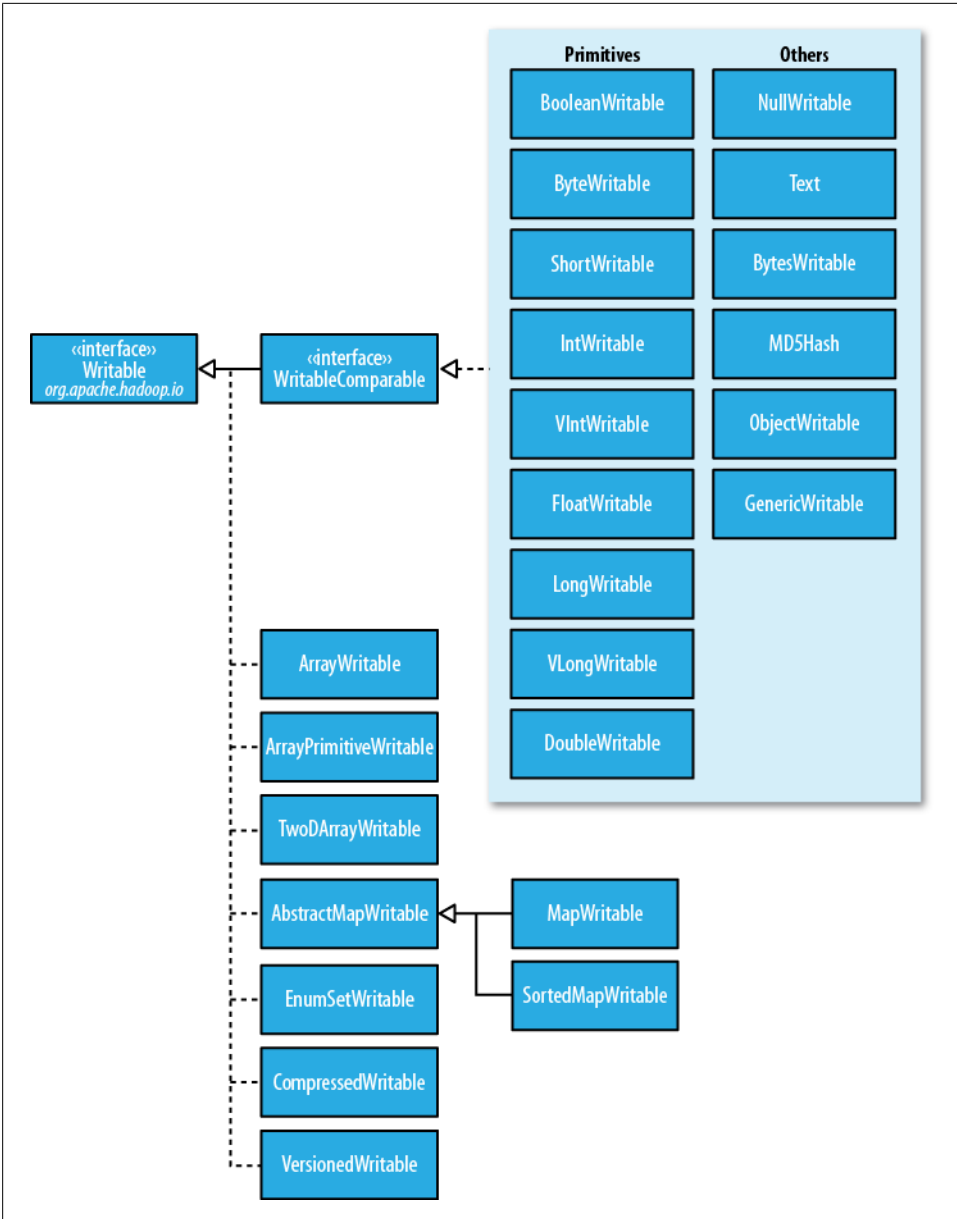 Primitives
Others
BooleanWritable
NullWritable
ByteWritable
Text
ShortWritable
BytesWritable
«interface»
Writable
org.apache.hadoop.io
«interface»
WritableComparable
IntWritable
MD5Hash
VIntWritable
ObjectWritable
FloatWritable
GenericWritable
LongWritable
VLongWritable
DoubleWritable
ArrayWritable
ArrayPrimitiveWritable
TwoDArrayWritable
AbstractMapWritable
MapWritable
EnumSetWritable
SortedMapWritable
CompressedWritable
VersionedWritable